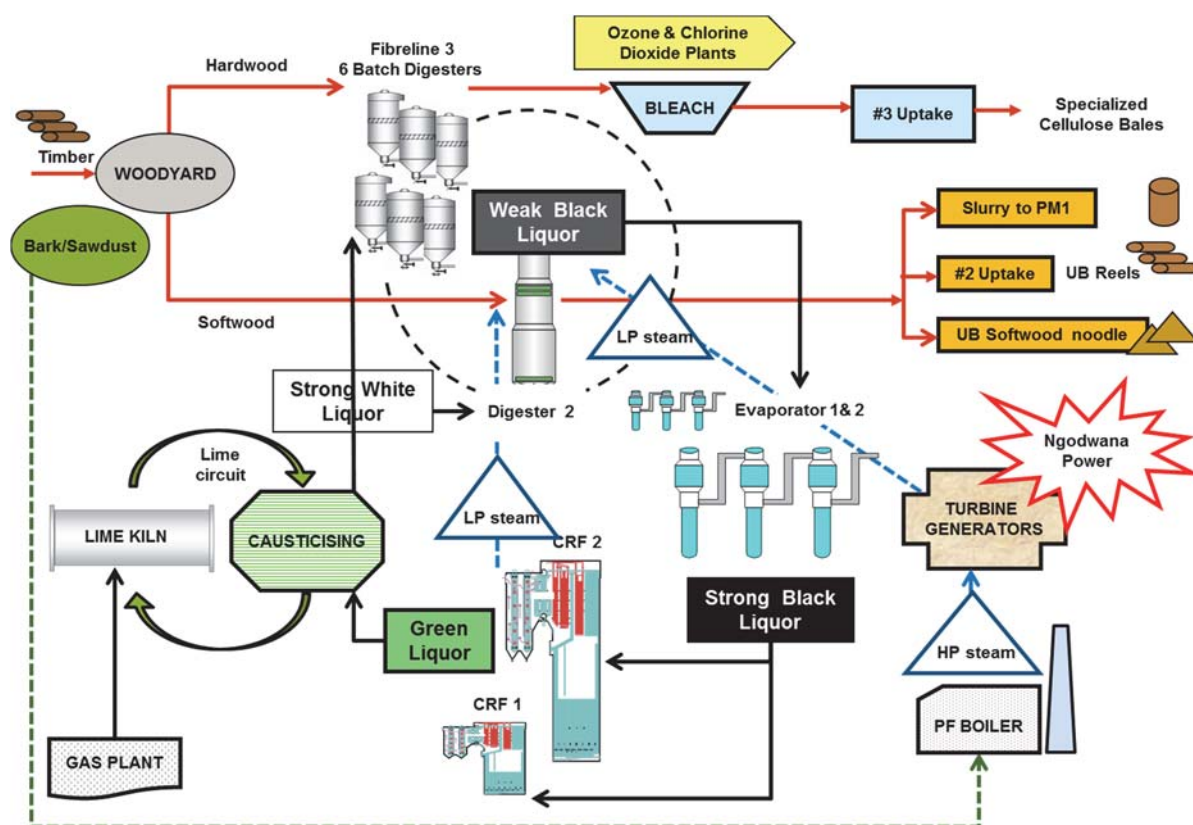 Ozone & Chlorine
Dioxide Plants
Fibreline 3
6 Batch Digesters
Hardwood
BLEACH
#3 Uptake
Specialized
Cellulose Bales
Timber
WOODYARD
Bark/Sawdust
Weak Black
Liquor
Slurry to PM1
#2 Uptake
UB Reels
UB Softwood noodle
Softwood
LP steam
Strong White
Liquor
Digester 2
Evaporator 1& 2
Ngodwana
Power
Lime
circuit
LIME KILN
CAUSTICISING
LP steam
TURBINE
GENERATORS
CRF 2
Green
Liquor
Strong Black
Liquor
HP steam
CRF 1
PF BOILER
GAS PLANT